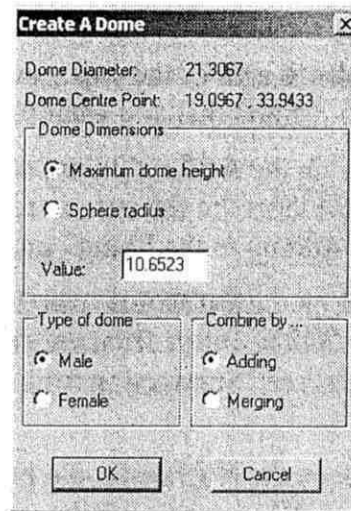 Create A Dome
Dome Diameter: 21.3067
Dome Centre Point: 19.0967 , 33.9433
Dome Dimensions
Maximum dome height
Sphere radius
Value: 10.6523
Type of dome
Male
Female
Combine by ...
Adding
Merging
OK Cancel